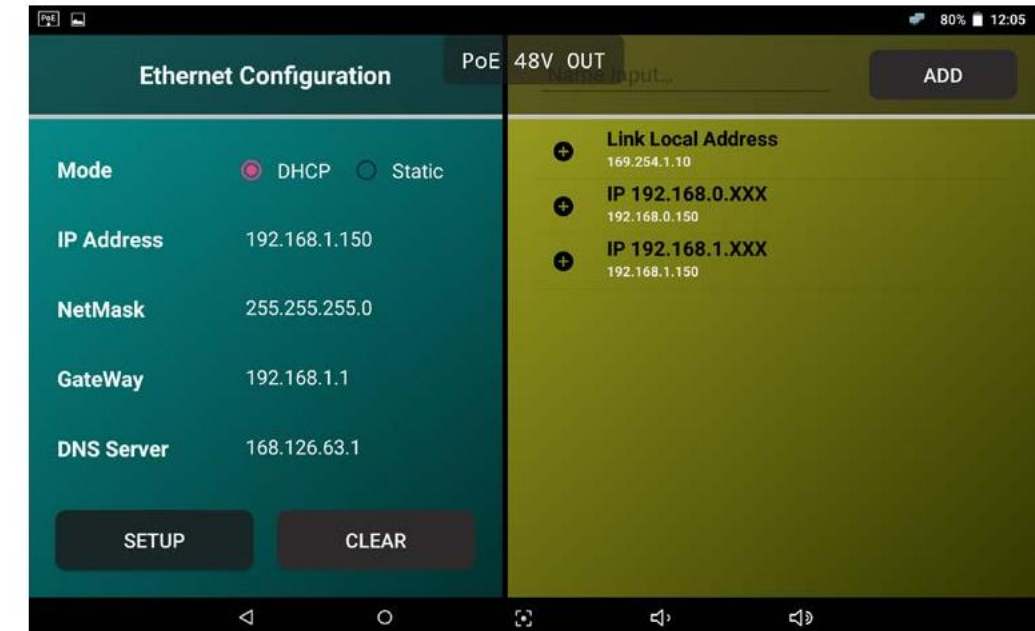 PoE
80% 12:05
PoE 48V OUT
Ethernet Configuration
Name Input...
ADD
Mode
DHCP
Static
IP Address
192.168.1.150
NetMask
255.255.255.0
GateWay
192.168.1.1
DNS Server
168.126.63.1
SETUP
CLEAR
Link Local Address
169.254.1.10
IP 192.168.0.XXX
192.168.0.150
IP 192.168.1.XXX
192.168.1.150